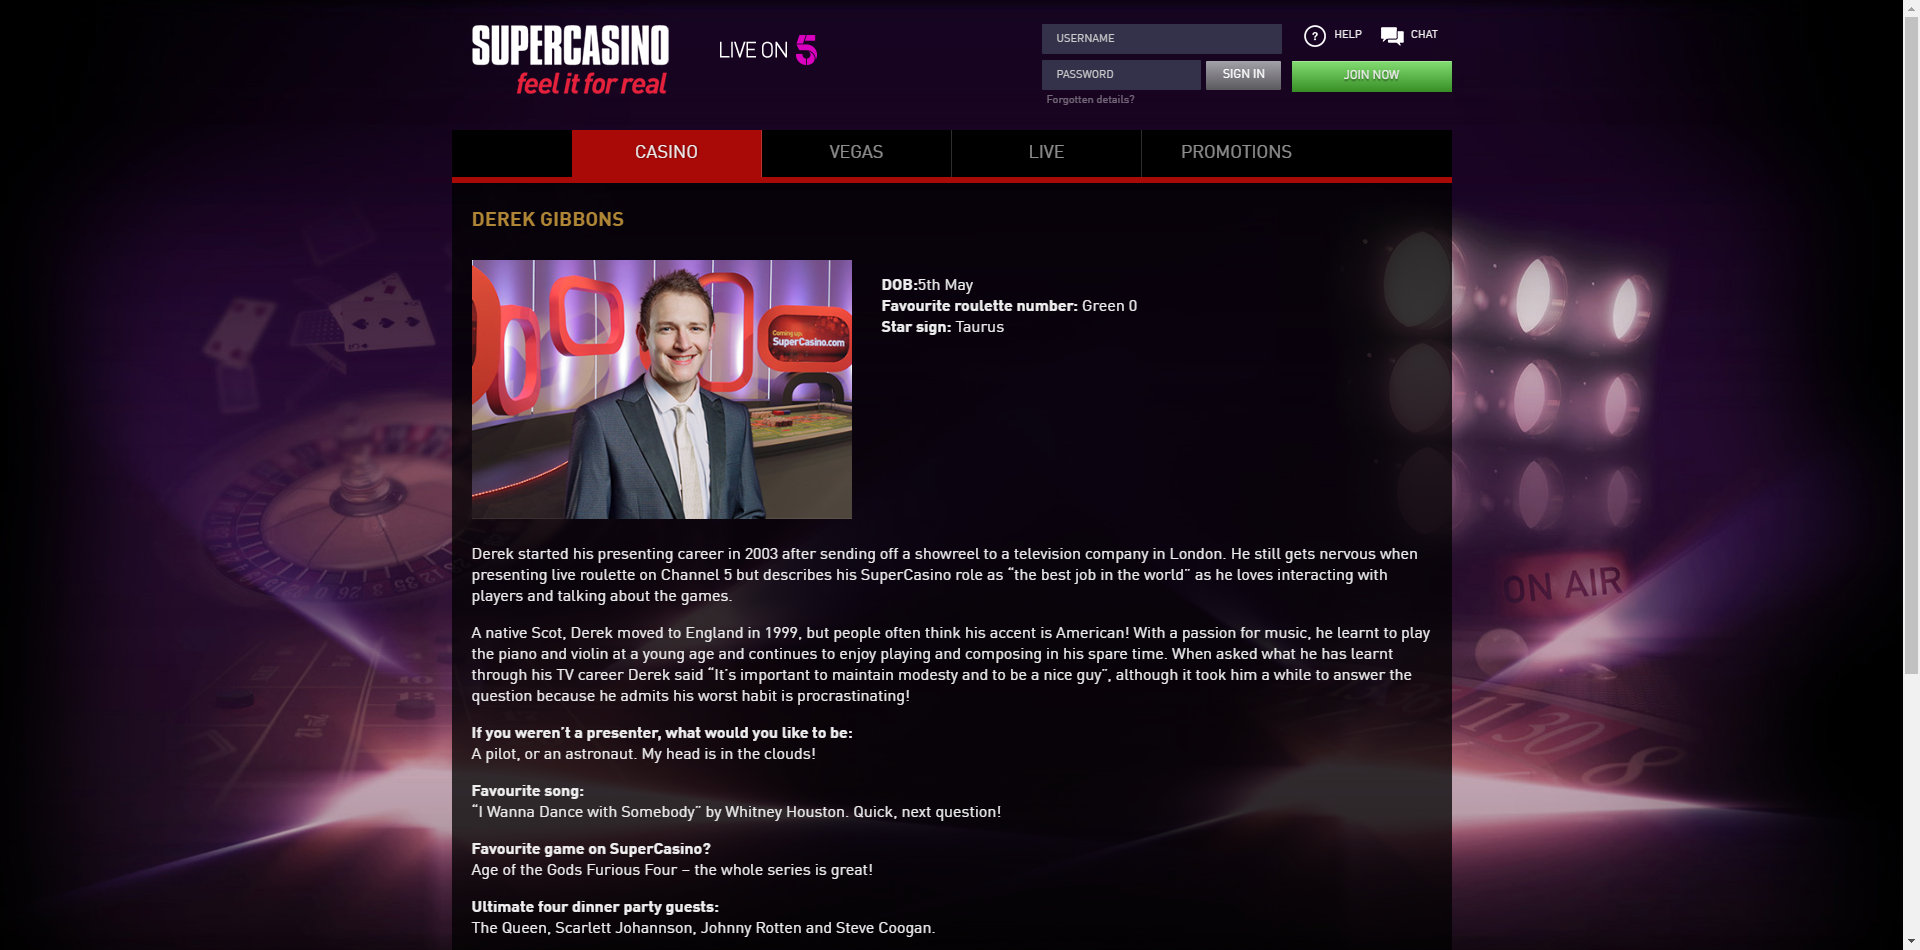 SUPERCASINO
feel it for real
LIVE ON 5
USERNAME
HELP
CHAT
PASSWORD
SIGN IN
JOIN NOW
Forgotten details?
CASINO
VEGAS
LIVE
PROMOTIONS
DEREK GIBBONS
Coming up:
SuperCasino.com
DOB:5th May
Favourite roulette number: Green 0
Star sign: Taurus
Derek started his presenting career in 2003 after sending off a showreel to a television company in London. He still gets nervous when
presenting live roulette on Channel 5 but describes his SuperCasino role as “the best job in the world” as he loves interacting with
players and talking about the games.
ON AIR
A native Scot, Derek moved to England in 1999, but people often think his accent is American! With a passion for music, he learnt to play
the piano and violin at a young age and continues to enjoy playing and composing in his spare time. When asked what he has learnt
through his TV career Derek said “It’s important to maintain modesty and to be a nice guy”, although it took him a while to answer the
question because he admits his worst habit is procrastinating!
If you weren’t a presenter, what would you like to be:
A pilot, or an astronaut. My head is in the clouds!
Favourite song:
“I Wanna Dance with Somebody” by Whitney Houston. Quick, next question!
Favourite game on SuperCasino?
Age of the Gods Furious Four – the whole series is great!
Ultimate four dinner party guests:
The Queen, Scarlett Johannson, Johnny Rotten and Steve Coogan.